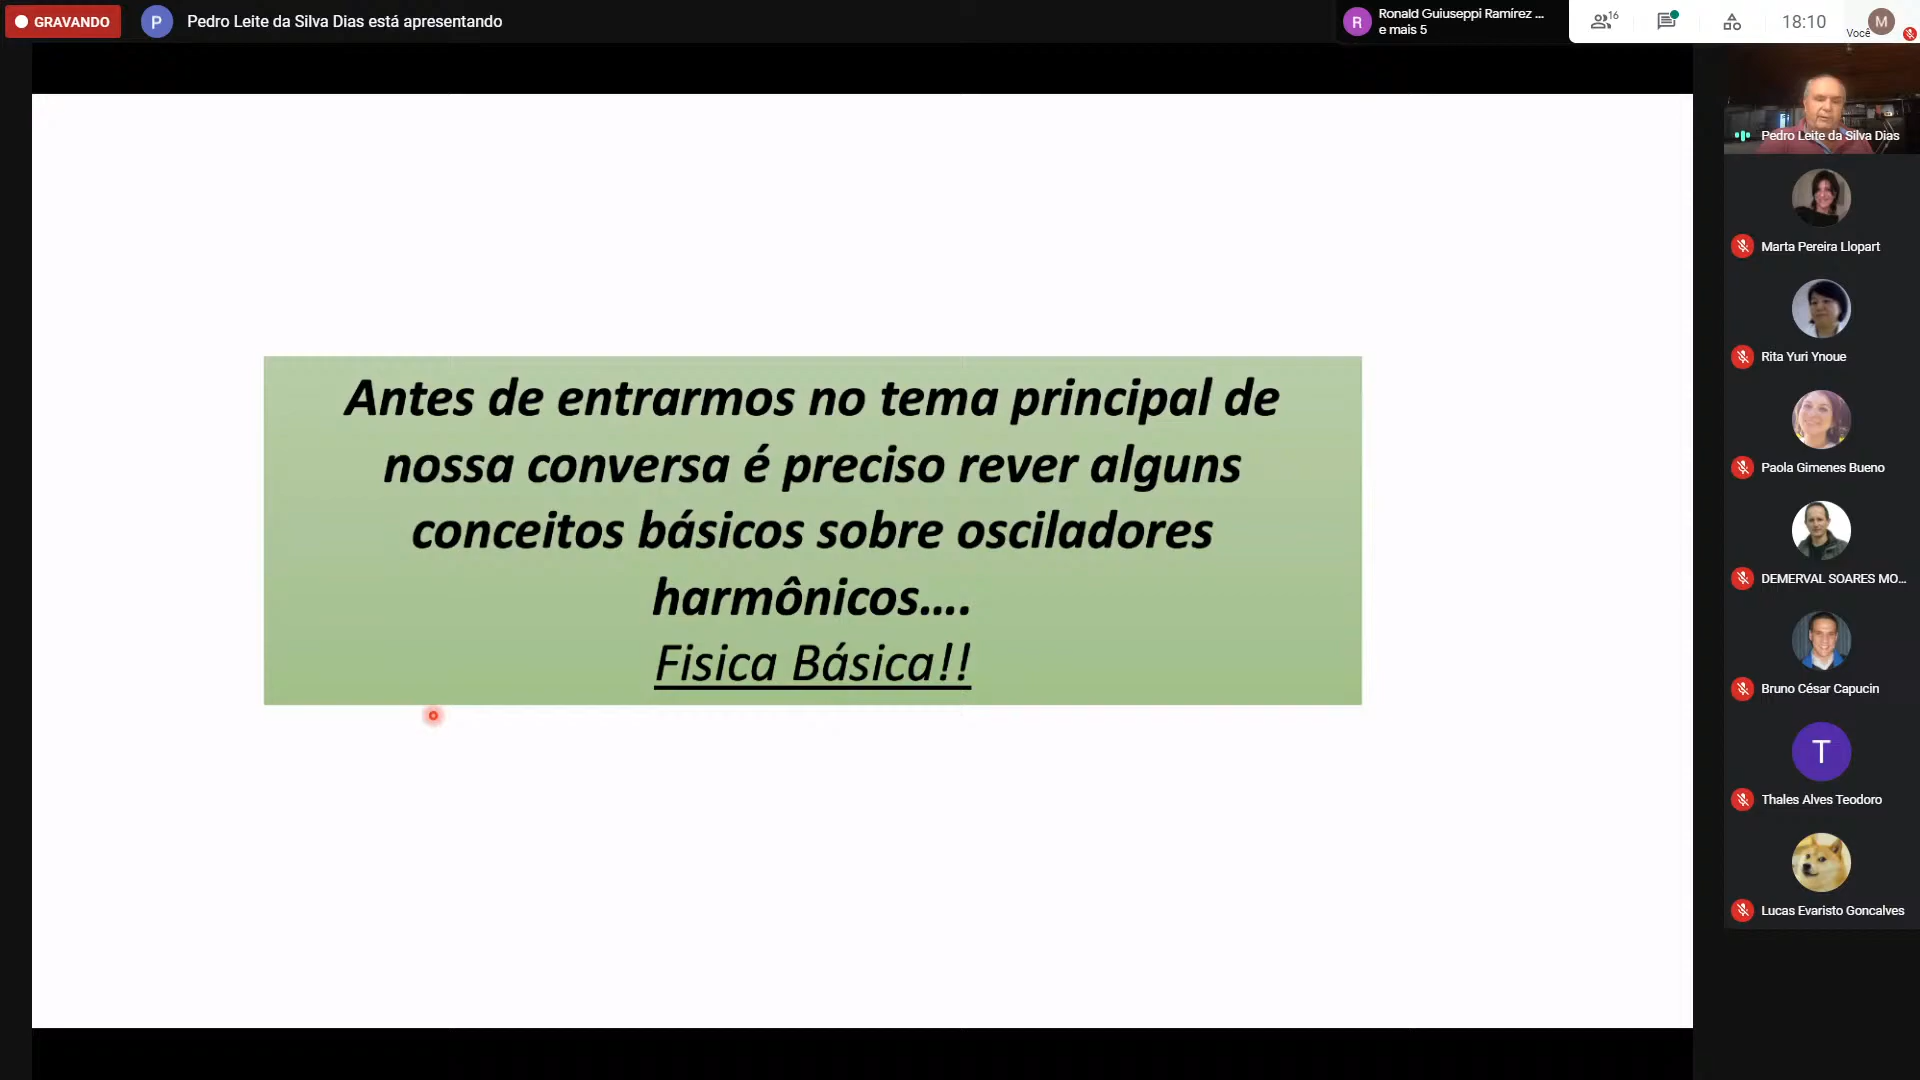 GRAVANDO
P
Pedro Leite da Silva Dias está apresentando
R
Ronald Guiuseppi Ramírez ...
e mais 5
16
18:10
Você
M
Pedro Leite da Silva Dias
Marta Pereira Llopart
Rita Yuri Ynoue
Paola Gimenes Bueno
DEMERVAL SOARES MO...
Bruno César Capucin
T
Thales Alves Teodoro
Lucas Evaristo Goncalves
Antes de entrarmos no tema principal de
nossa conversa é preciso rever alguns
conceitos básicos sobre osciladores
harmônicos....
Fisica Básica!!